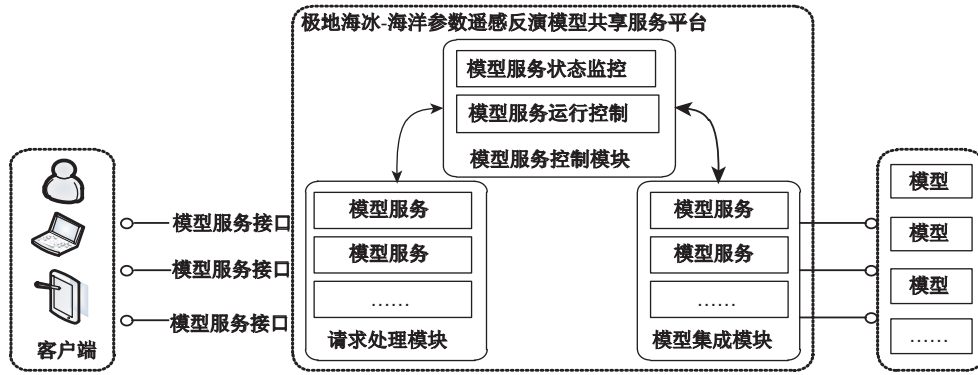 极地海冰-海洋参数遥感反演模型共享服务平台
模型服务状态监控
模型服务运行控制
模型服务控制模块
模型服务接口
模型服务接口
模型服务接口
客户端
模型服务
模型服务
……
请求处理模块
模型服务
模型服务
……
模型集成模块
模型
模型
模型
……